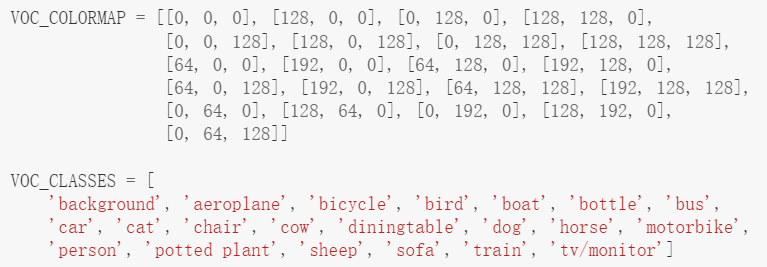 VOC_COLORMAP = [[0, 0, 0], [128, 0, 0], [0, 128, 0], [128, 128, 0],
[0, 0, 128], [128, 0, 128], [0, 128, 128], [128, 128, 128],
[64, 0, 0], [192, 0, 0], [64, 128, 0], [192, 128, 0],
[64, 0, 128], [192, 0, 128], [64, 128, 128], [192, 128, 128],
[0, 64, 0], [128, 64, 0], [0, 192, 0], [128, 192, 0],
[0, 64, 128]]
VOC_CLASSES = [
'background', 'aeroplane', 'bicycle', 'bird', 'boat', 'bottle', 'bus',
'car', 'cat', 'chair', 'cow', 'diningtable', 'dog', 'horse', 'motorbike',
'person', 'potted plant', 'sheep', 'sofa', 'train', 'tv/monitor']